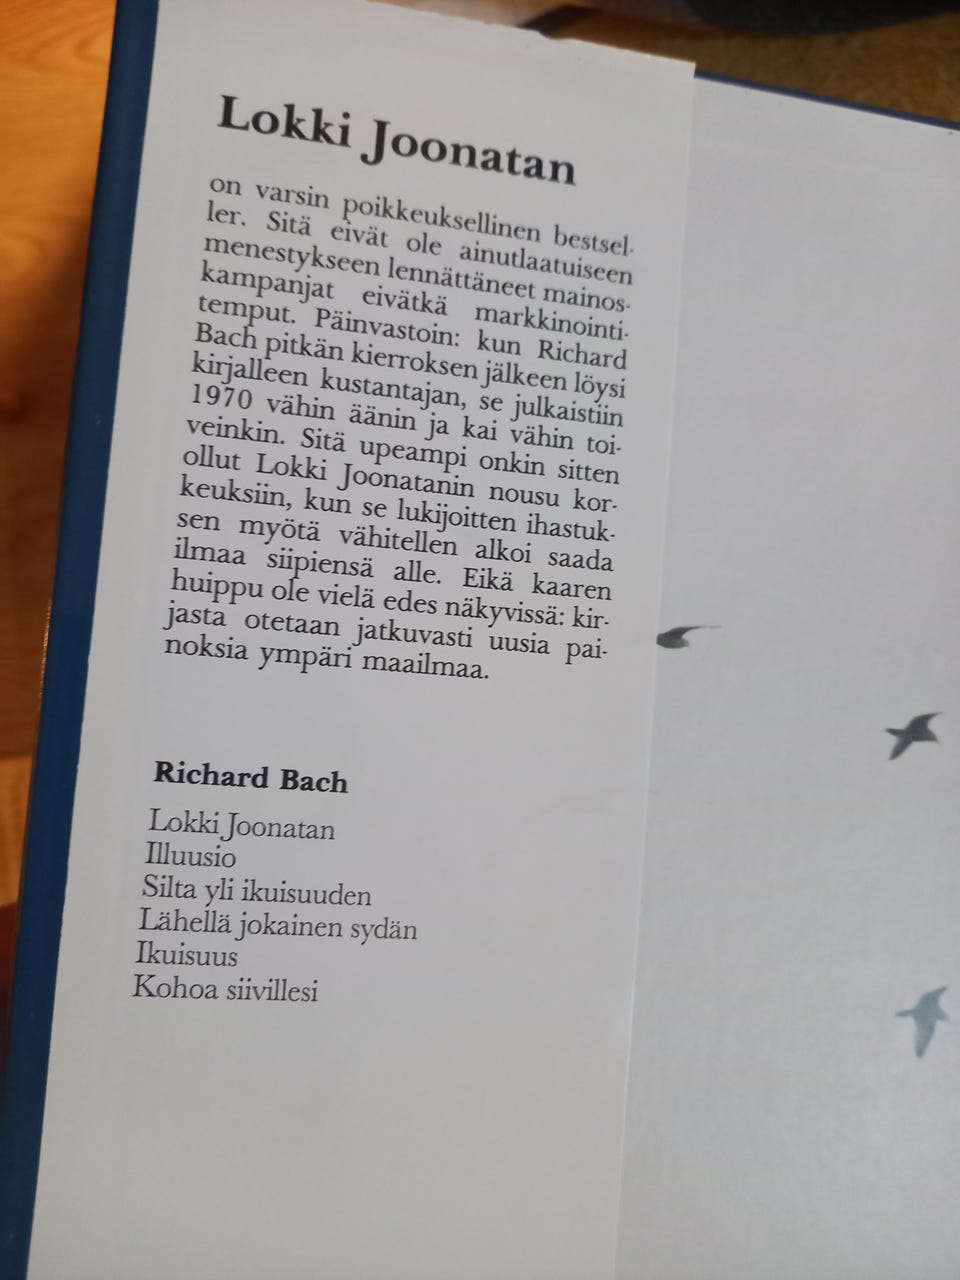 Lokki Joonatan
on varsin poikkeuksellinen bestsel-
ler. Sitä eivät ole ainutlaatuiseen
menestykseen lennättäneet mainos-
kampanjat eivätkä markkinointi-
temput. Päinvastoin: kun Richard
Bach pitkän kierroksen jälkeen löysi
kirjalleen kustantajan, se julkaistiin
1970 vähin äänin ja kai vähin toi-
veinkin. Sitä upeampi onkin sitten
ollut Lokki Joonatanin nousu kor-
keuksiin, kun se lukijoitten ihastuk-
sen myötä vähitellen alkoi saada
ilmaa siipiensä alle. Eikä kaaren
huippu ole vielä edes näkyvissä: kir-
jasta otetaan jatkuvasti uusia pai-
noksia ympäri maailmaa.
Richard Bach
Lokki Joonatan
Illuusio
Silta yli ikuisuuden
Lähellä jokainen sydän
Ikuisuus
Kohoa siivillesi